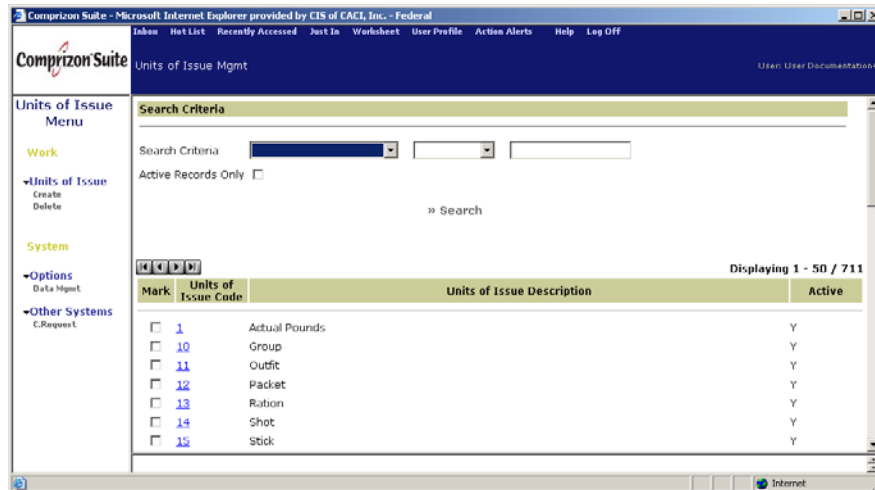 Comprizon Suite - Microsoft Internet Explorer provided by CIS of CACI, Inc. - Federal
Inbox Hot List Recently Accessed Just In Worksheet User Profile Action Alerts Help Log Off
Comprizon Suite
Units of Issue Mgmt
User: User Documentation
Units of Issue
Menu
Work
Units of Issue
Create
Delete
System
Options
Data Mgmt
Other Systems
C.Request
Search Criteria
Search Criteria
Active Records Only
» Search
Displaying 1 - 50 / 711
Mark Units of Issue Code Units of Issue Description Active
1 Actual Pounds Y
10 Group Y
11 Outfit Y
12 Packet Y
13 Ration Y
14 Shot Y
15 Stick Y
Internet